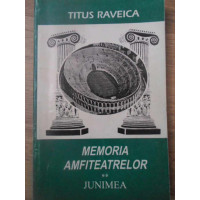 TITUS RAVEICA
MEMORIA
AMFITEATRELOR
**
JUNIMEA